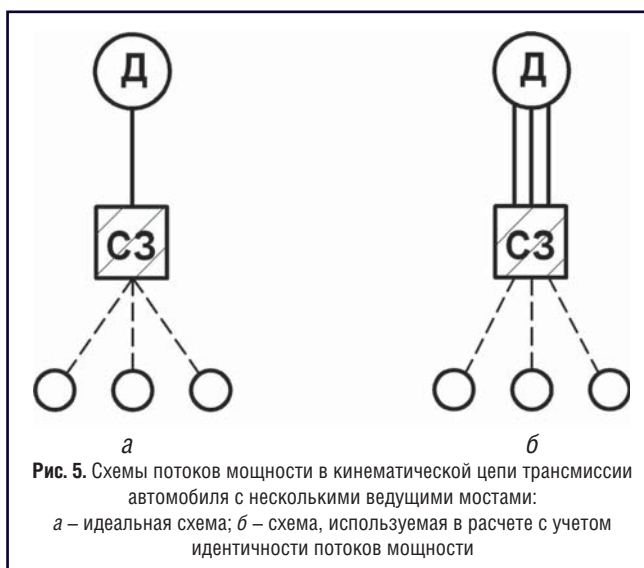 Д Д
СЗ СЗ
а б
Рис. 5. Схемы потоков мощности в кинематической цепи трансмиссии
автомобиля с несколькими ведущими мостами:
а – идеальная схема; б – схема, используемая в расчете с учетом
идентичности потоков мощности